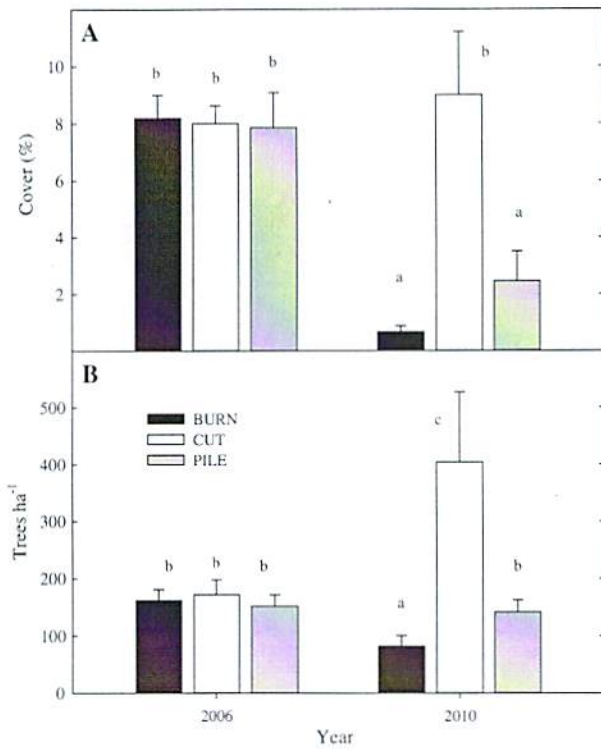 A
b b b b
10
8
6
4
2
a a
Cover (%)
B
BURN
CUT
PILE
500
400
300
200
100
0
b b b a c b
Trees ha⁻¹
2006 2010
Year